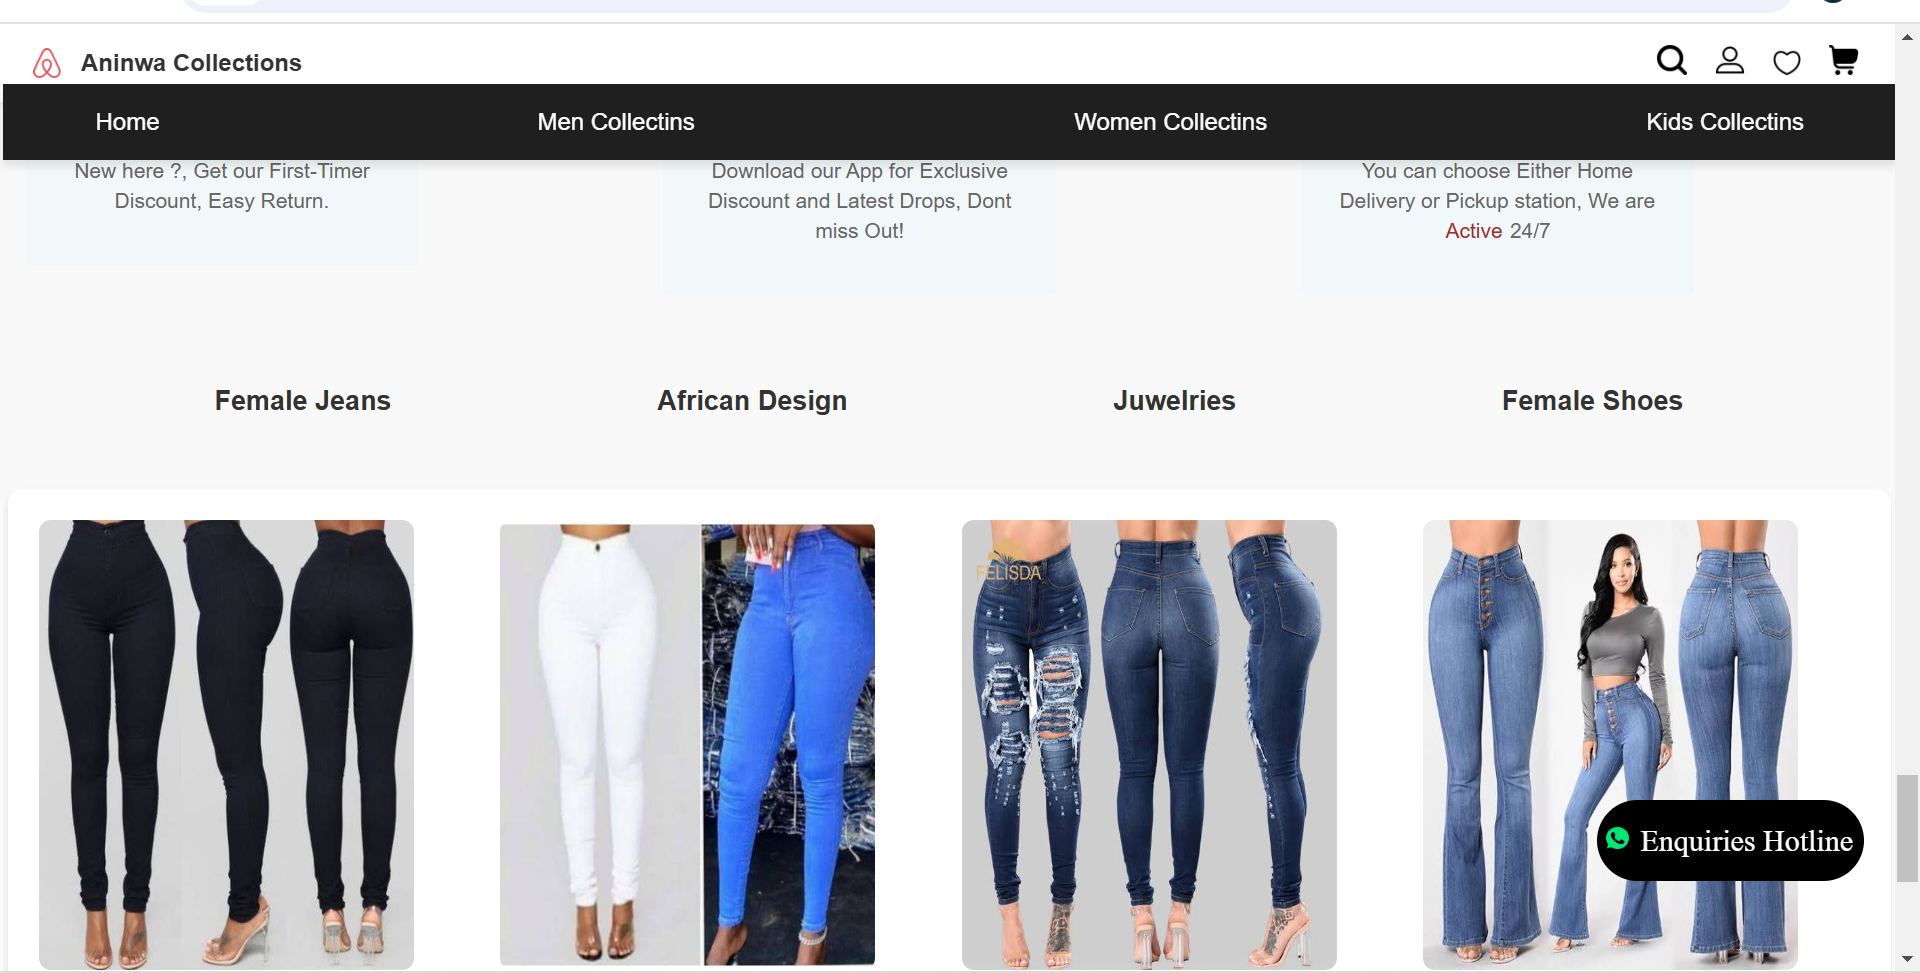 Aninwa Collections
Home
Men Collectins
Women Collectins
Kids Collectins
New here ?, Get our First-Timer
Discount, Easy Return.
Download our App for Exclusive
Discount and Latest Drops, Dont
miss Out!
You can choose Either Home
Delivery or Pickup station, We are
Active 24/7
Female Jeans
African Design
Juwelries
Female Shoes
FELISDA
Enquiries Hotline